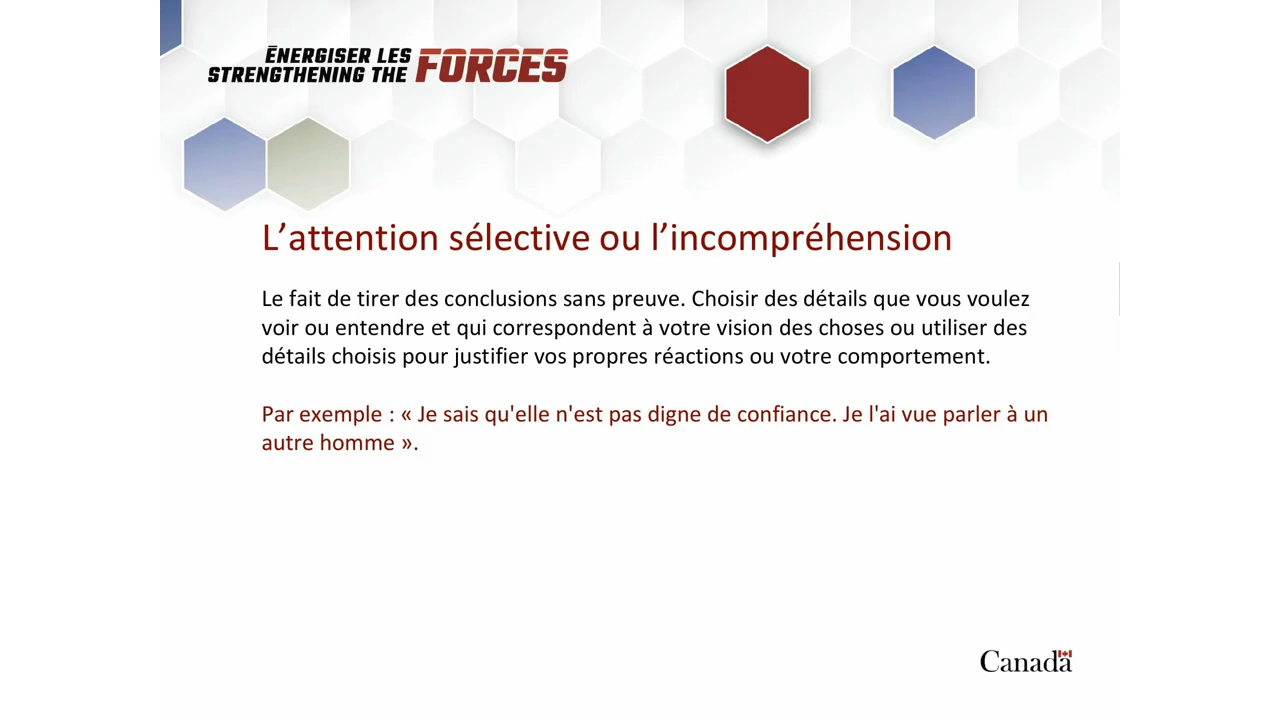 ÉNERGISER LES
STRENGTHENING THE FORCES
L’attention sélective ou l’incompréhension
Le fait de tirer des conclusions sans preuve. Choisir des détails que vous voulez
voir ou entendre et qui correspondent à votre vision des choses ou utiliser des
détails choisis pour justifier vos propres réactions ou votre comportement.
Par exemple : « Je sais qu'elle n'est pas digne de confiance. Je l'ai vue parler à un
autre homme ».
Canada